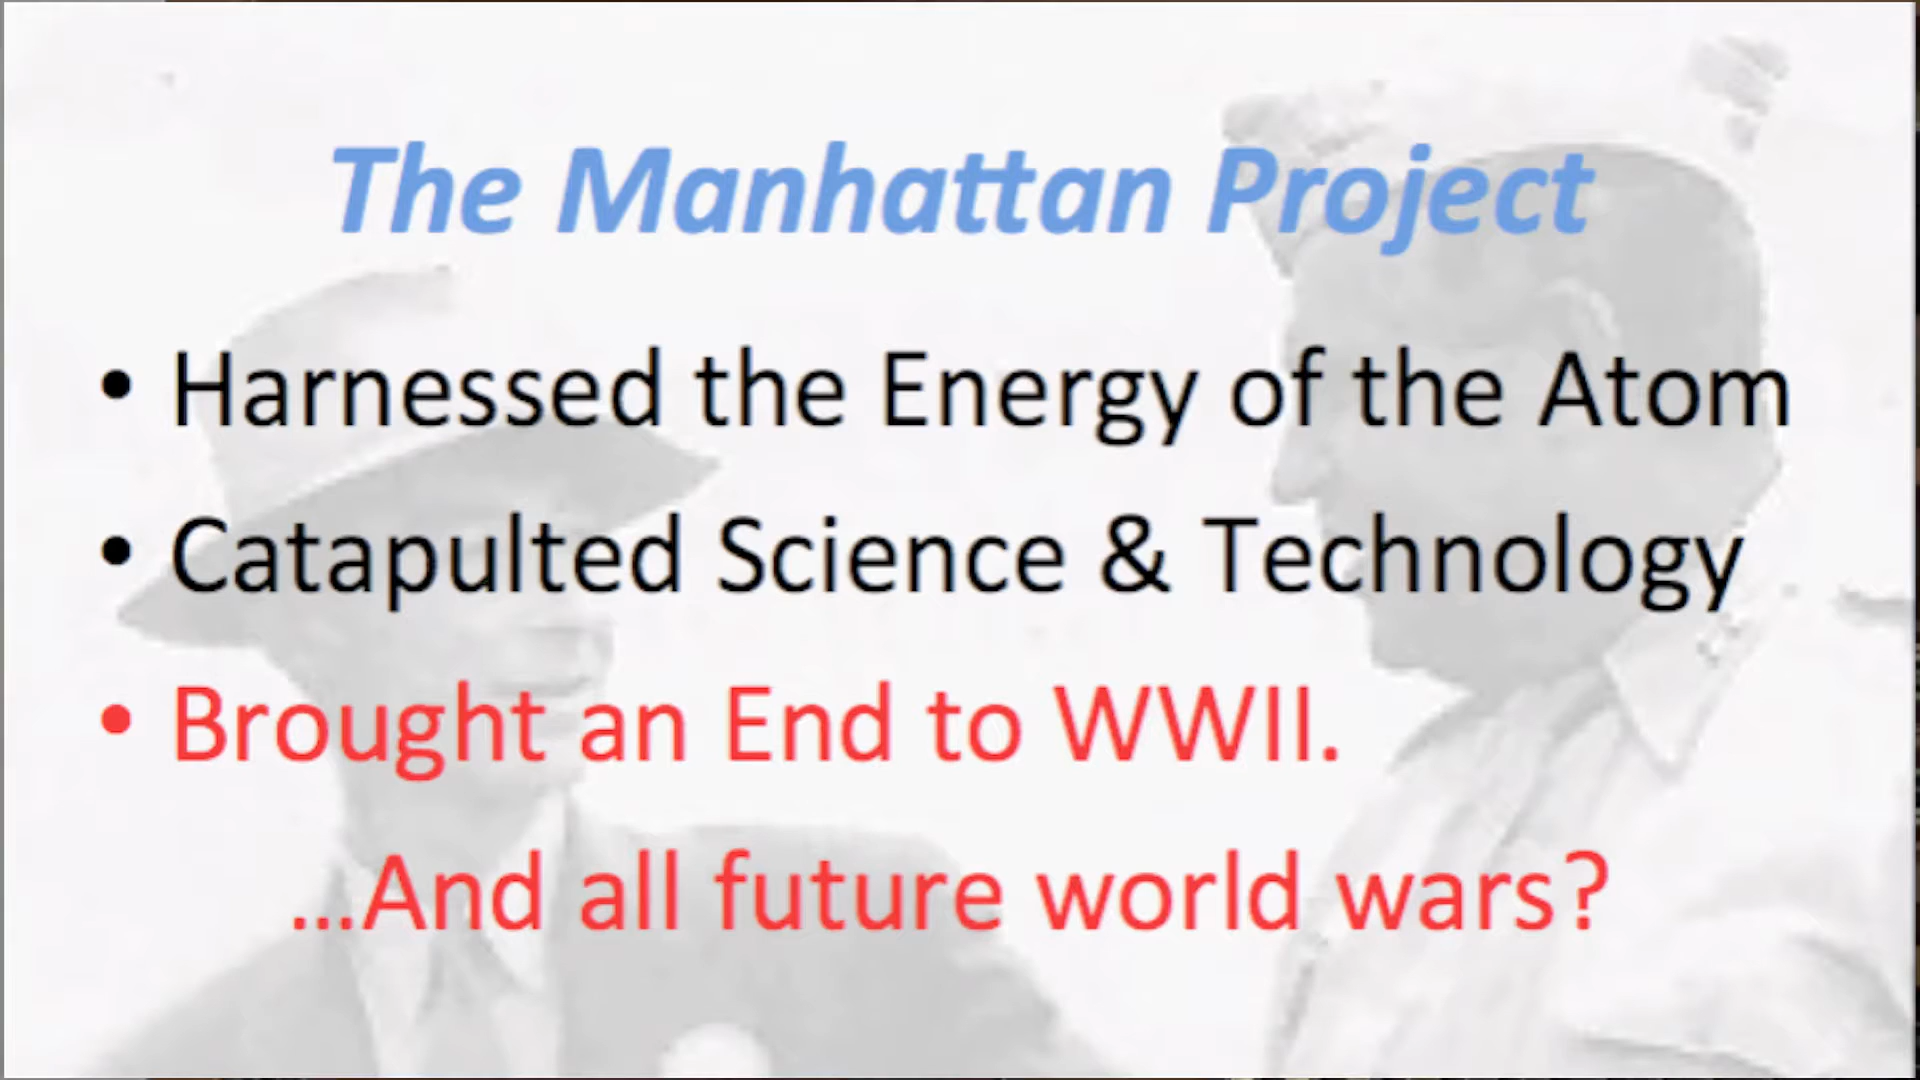 The Manhattan Project
• Harnessed the Energy of the Atom
• Catapulted Science & Technology
• Brought an End to WWII.
...And all future world wars?